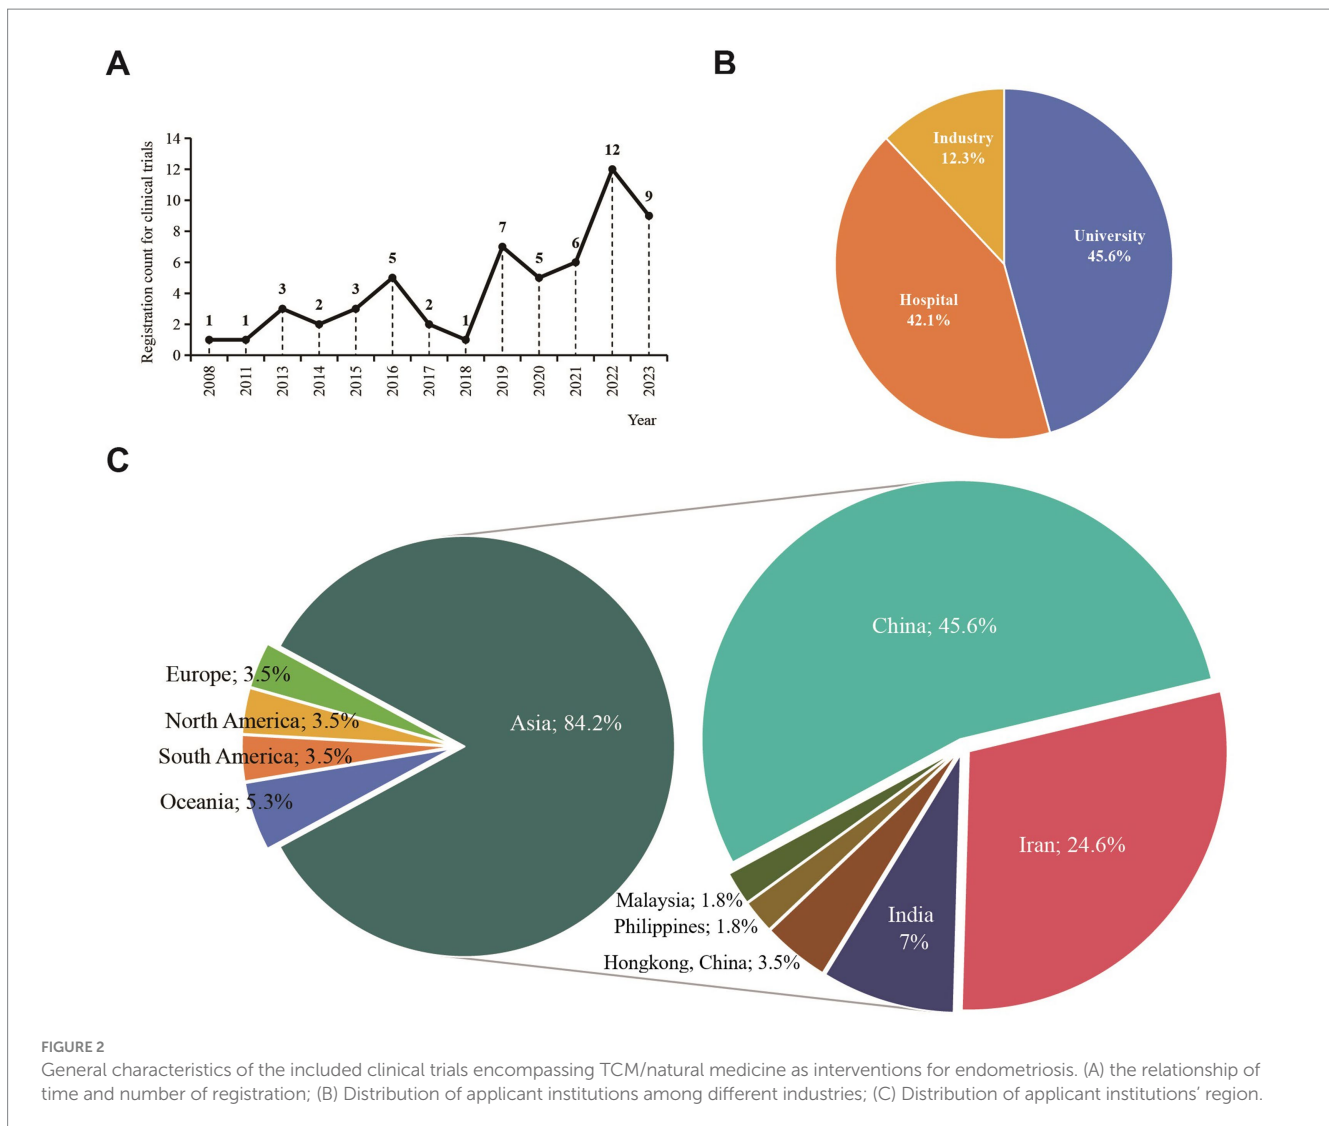 A
Registration count for clinical trials
14
12
10
8
6
4
2
0
1
1
3
2
3
5
2
1
7
5
6
12
9
2008
2011
2013
2014
2015
2016
2017
2018
2019
2020
2021
2022
2023
Year
B
Industry
12.3%
University
45.6%
Hospital
42.1%
C
Europe; 3.5%
North America; 3.5%
South America; 3.5%
Oceania; 5.3%
Asia; 84.2%
China; 45.6%
Iran; 24.6%
India
7%
Malaysia; 1.8%
Philippines; 1.8%
Hongkong, China; 3.5%
FIGURE 2
General characteristics of the included clinical trials encompassing TCM/natural medicine as interventions for endometriosis. (A) the relationship of
time and number of registration; (B) Distribution of applicant institutions among different industries; (C) Distribution of applicant institutions’ region.